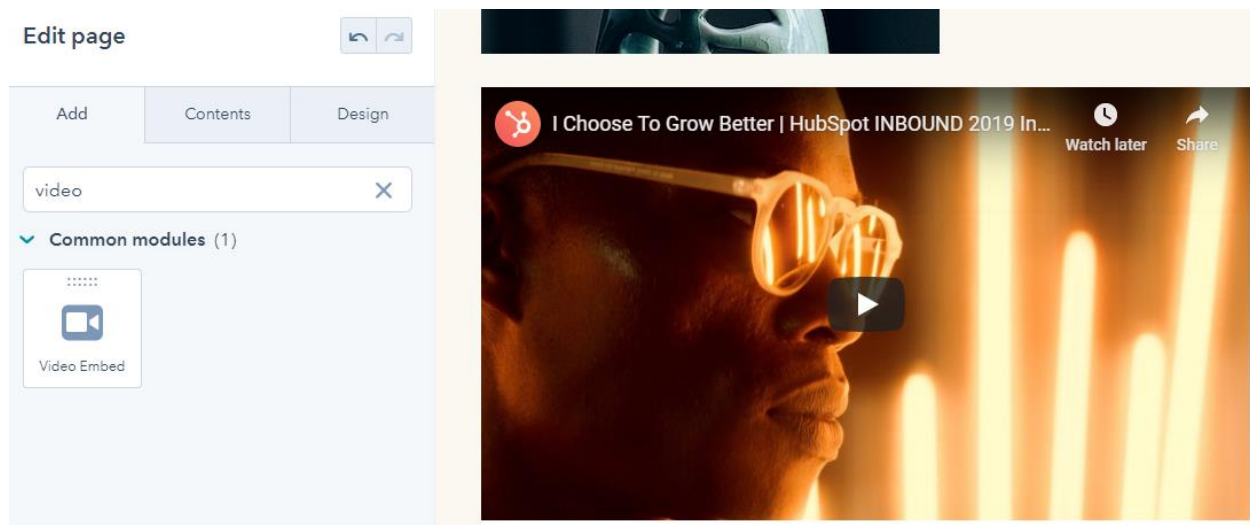 Edit page
Add Contents Design
video
Common modules (1)
Video Embed
I Choose To Grow Better | HubSpot INBOUND 2019 In...
Watch later Share